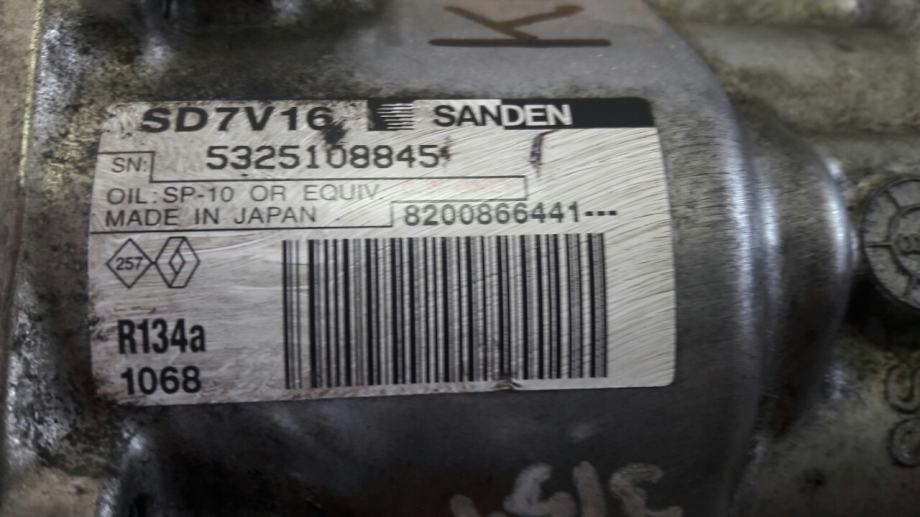 K
SD7V16 SANDEN
SN: 5325108845
OIL: SP-10 OR EQUIV
MADE IN JAPAN 8200866441---
257
R134a
1068